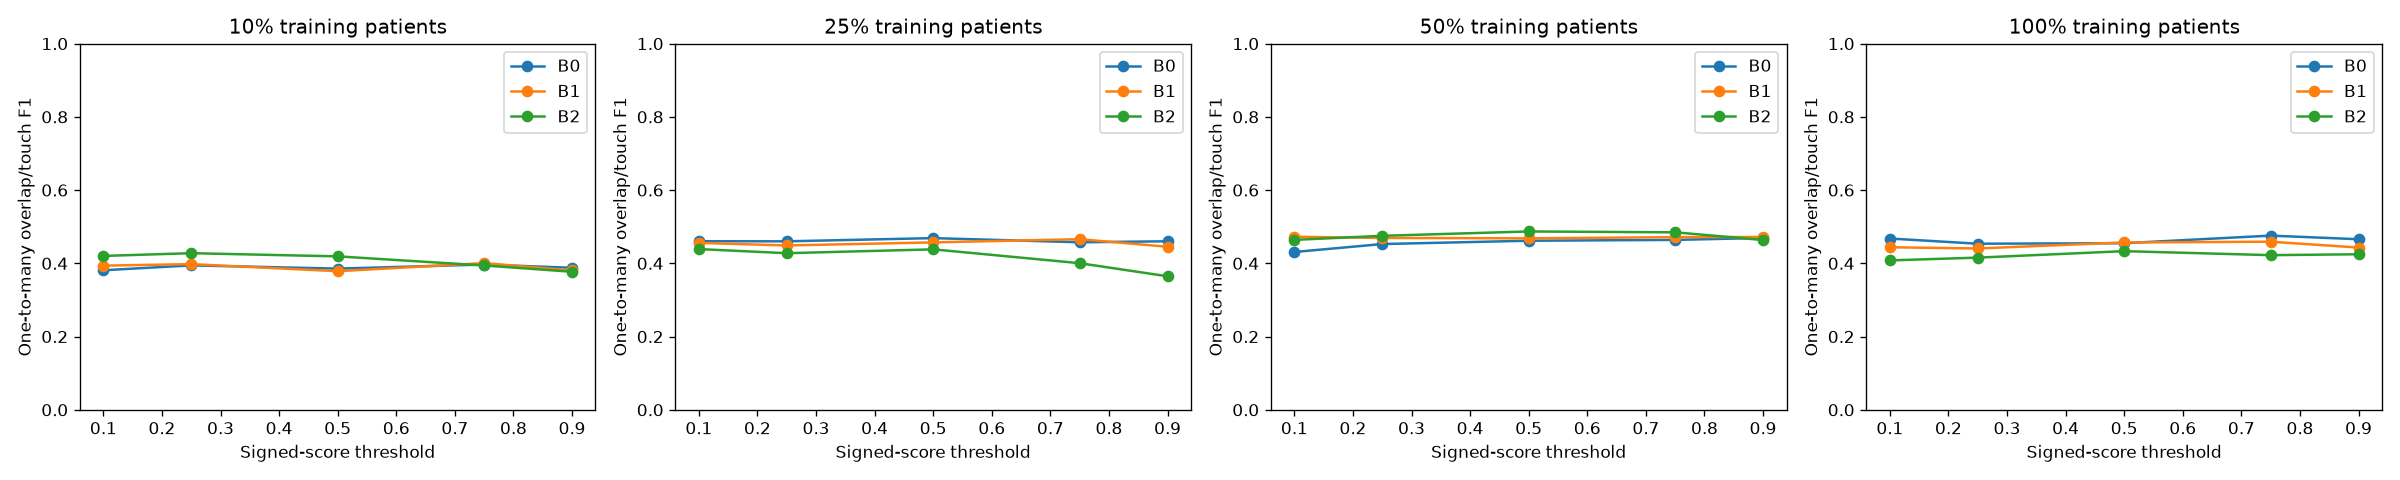 10% training patients
One-to-many overlap/touch F1
1.0
0.8
0.6
0.4
0.2
0.0
B0
B1
B2
0.1 0.2 0.3 0.4 0.5 0.6 0.7 0.8 0.9
Signed-score threshold
25% training patients
One-to-many overlap/touch F1
1.0
0.8
0.6
0.4
0.2
0.0
B0
B1
B2
0.1 0.2 0.3 0.4 0.5 0.6 0.7 0.8 0.9
Signed-score threshold
50% training patients
One-to-many overlap/touch F1
1.0
0.8
0.6
0.4
0.2
0.0
B0
B1
B2
0.1 0.2 0.3 0.4 0.5 0.6 0.7 0.8 0.9
Signed-score threshold
100% training patients
One-to-many overlap/touch F1
1.0
0.8
0.6
0.4
0.2
0.0
B0
B1
B2
0.1 0.2 0.3 0.4 0.5 0.6 0.7 0.8 0.9
Signed-score threshold